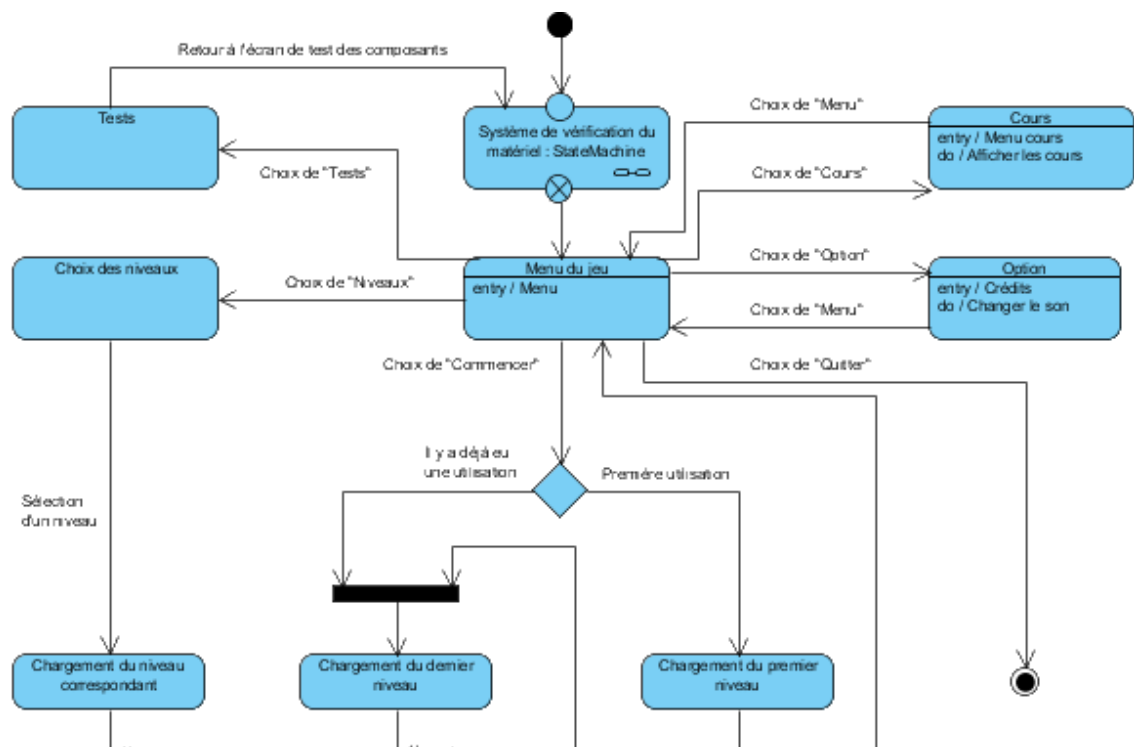 Retour à l'écran de test des composants
Tests
Système de vérification du
matériel : StateMachine
Choix de "Menu"
Cours
entry / Menu cours
do / Afficher les cours
Choix de "Tests"
Choix de "Cours"
Choix des niveaux
Choix de "Niveaux"
Menu du jeu
entry / Menu
Choix de "Option"
Option
entry / Crédits
do / Changer le son
Choix de "Menu"
Choix de "Commencer"
Choix de "Quitter"
Il y a déjà eu
une utilisation
Première utilisation
Sélection
d'un niveau
Chargement du niveau
correspondant
Chargement du dernier
niveau
Chargement du premier
niveau